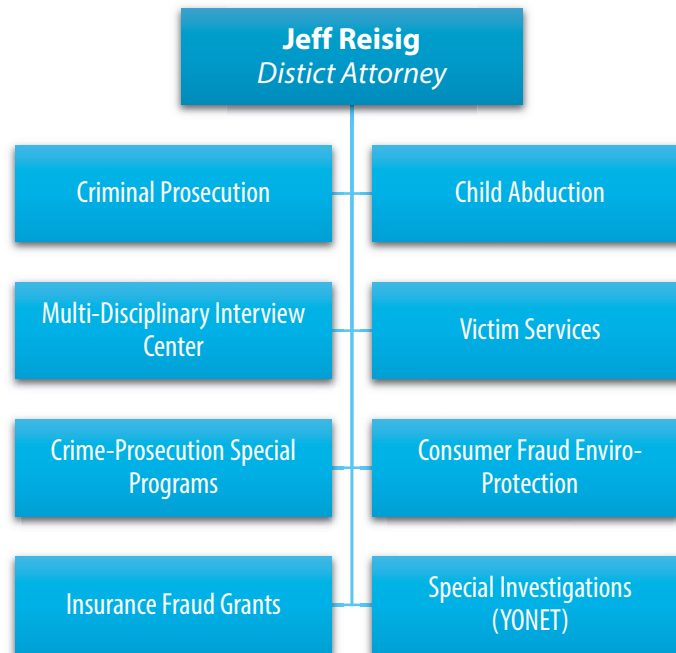 Jeff Reisig
Distict Attorney
Criminal Prosecution
Child Abduction
Multi-Disciplinary Interview
Center
Victim Services
Crime-Prosecution Special
Programs
Consumer Fraud Enviro-
Protection
Insurance Fraud Grants
Special Investigations
(YONET)